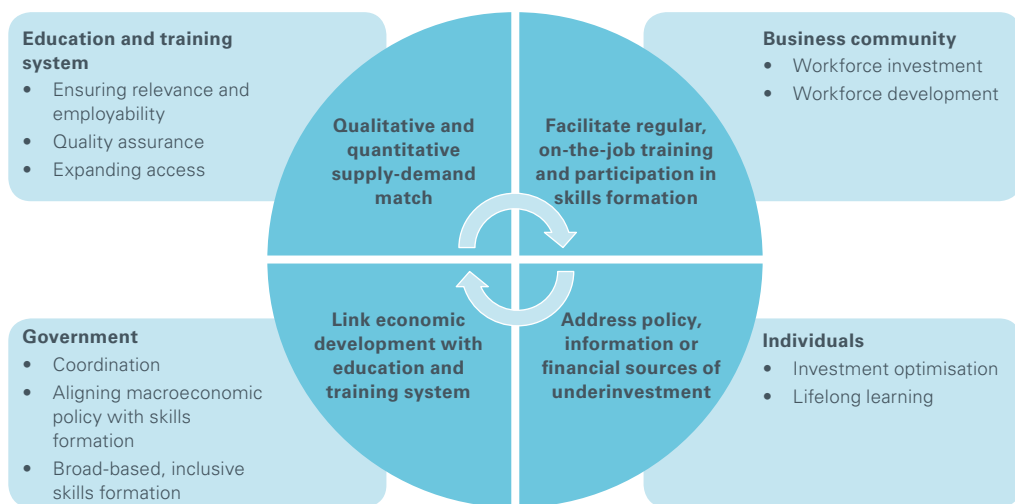 Education and training
system
• Ensuring relevance and
employability
• Quality assurance
• Expanding access
Qualitative and
quantitative
supply-demand
match
Facilitate regular,
on-the-job training
and participation in
skills formation
Business community
• Workforce investment
• Workforce development
Government
• Coordination
• Aligning macroeconomic
policy with skills
formation
• Broad-based, inclusive
skills formation
Link economic
development with
education and
training system
Address policy,
information or
financial sources of
underinvestment
Individuals
• Investment optimisation
• Lifelong learning